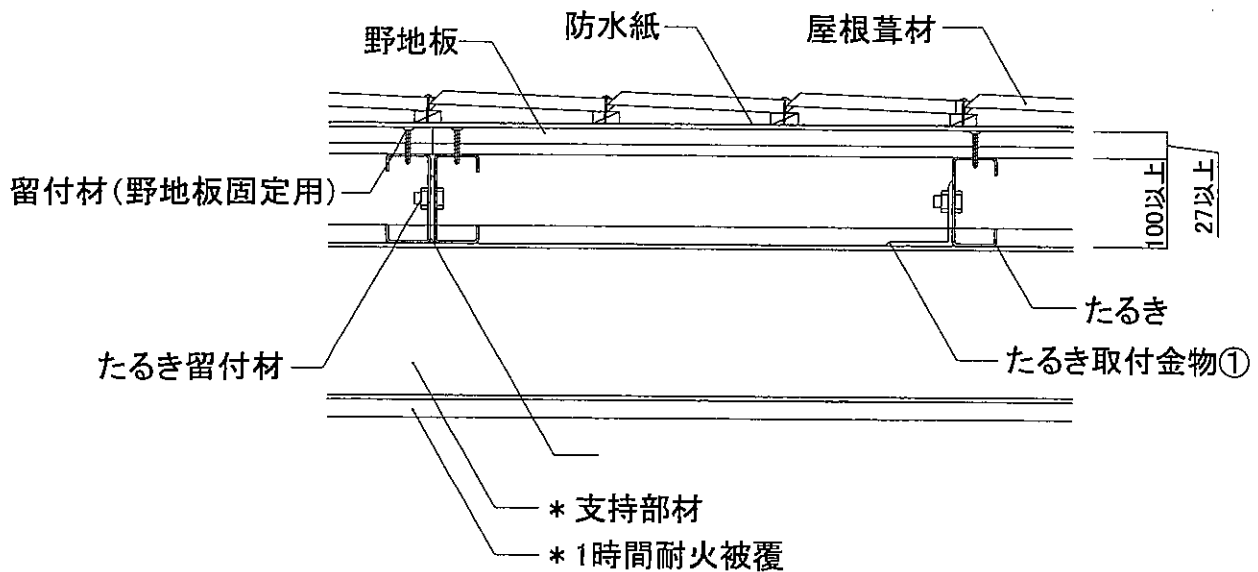 防水紙
屋根葺材
野地板
留付材(野地板固定用)
100以上
27以上
たるき
たるき留付材
たるき取付金物①
*支持部材
*1時間耐火被覆